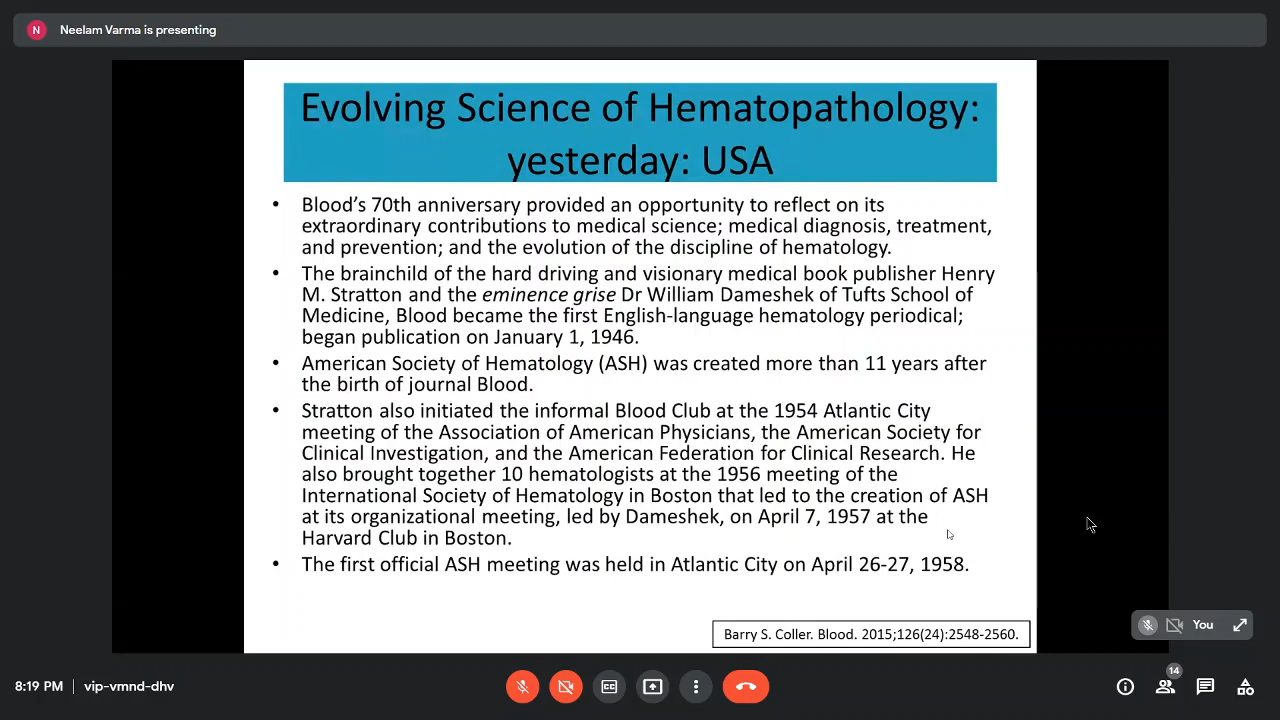 N Neelam Varma is presenting
Evolving Science of Hematopathology:
yesterday: USA
• Blood's 70th anniversary provided an opportunity to reflect on its
extraordinary contributions to medical science; medical diagnosis, treatment,
and prevention; and the evolution of the discipline of hematology.
• The brainchild of the hard driving and visionary medical book publisher Henry
M. Stratton and the eminence grise Dr William Dameshek of Tufts School of
Medicine, Blood became the first English-language hematology periodical;
began publication on January 1, 1946.
• American Society of Hematology (ASH) was created more than 11 years after
the birth of journal Blood.
• Stratton also initiated the informal Blood Club at the 1954 Atlantic City
meeting of the Association of American Physicians, the American Society for
Clinical Investigation, and the American Federation for Clinical Research. He
also brought together 10 hematologists at the 1956 meeting of the
International Society of Hematology in Boston that led to the creation of ASH
at its organizational meeting, led by Dameshek, on April 7, 1957 at the
Harvard Club in Boston.
• The first official ASH meeting was held in Atlantic City on April 26-27, 1958.
Barry S. Coller. Blood. 2015;126(24):2548-2560.
You
8:19 PM | vip-vmnd-dhv
CC
14